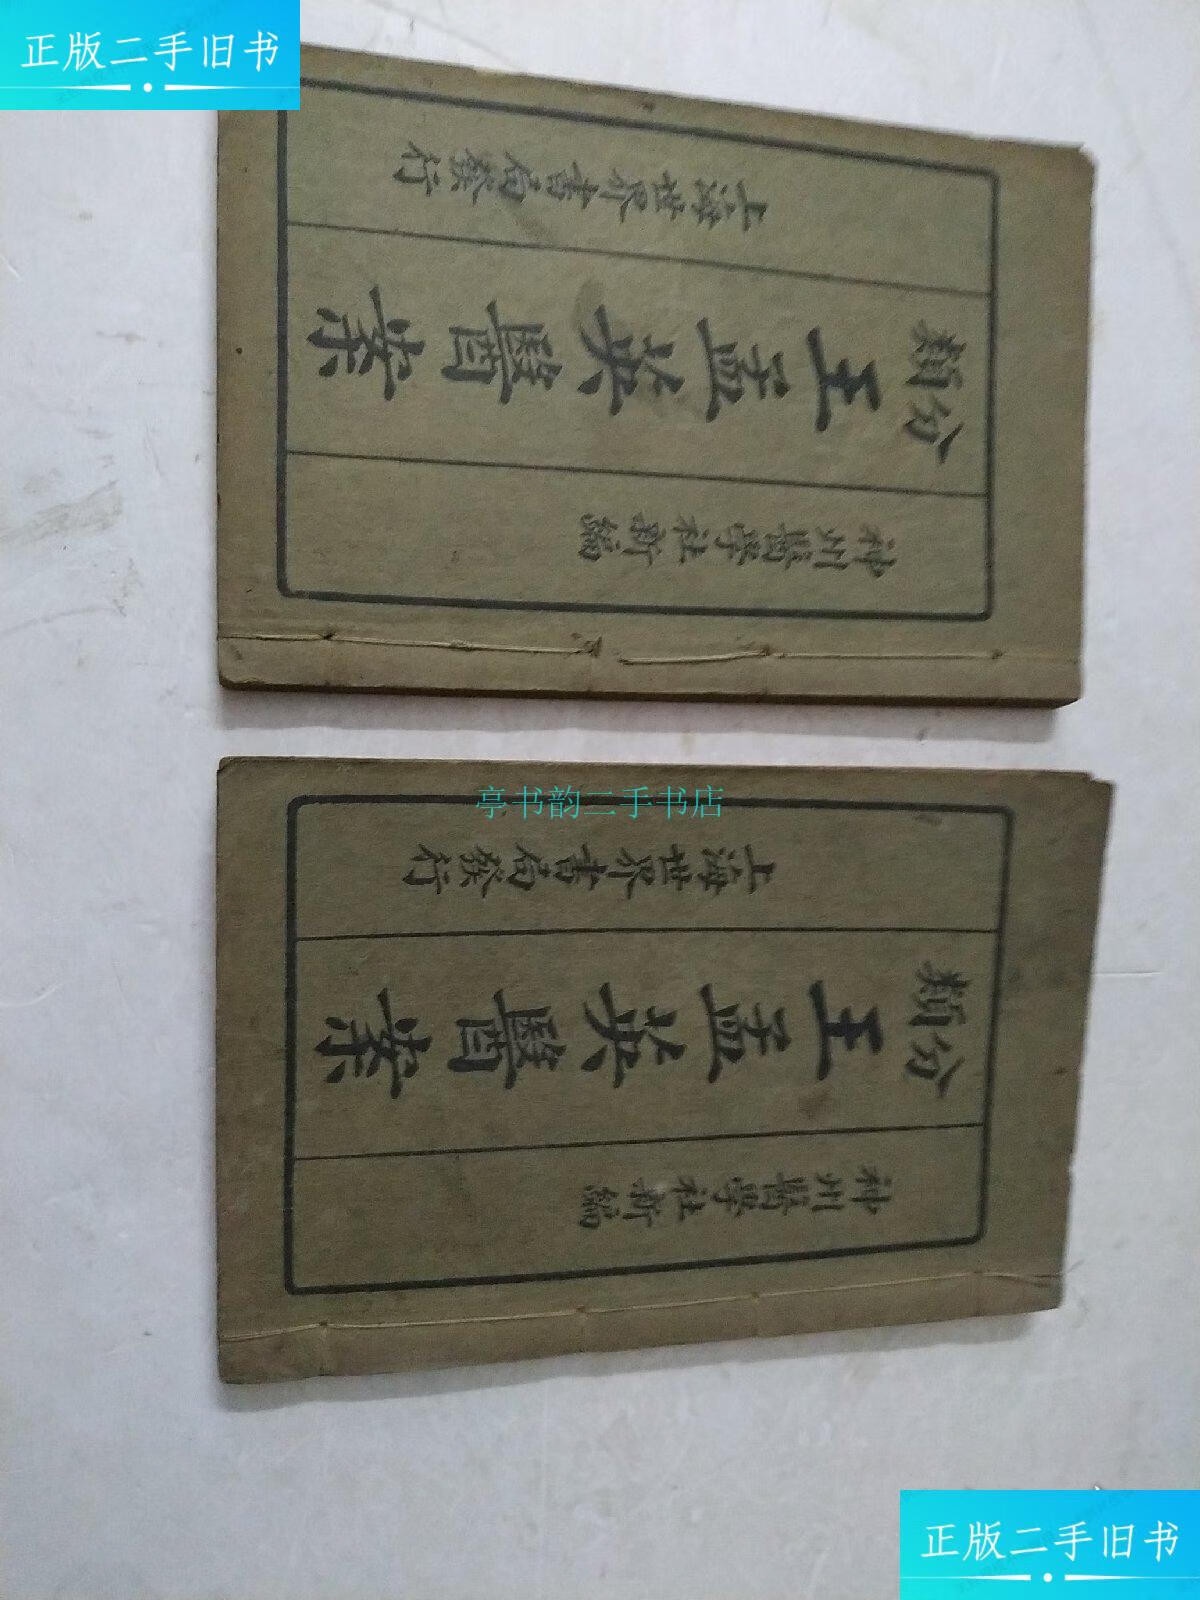 正版二手旧书
上海世界書局發行
分類
王孟英醫案
神州醫學社新編
亭书韵二手书店
上海世界書局發行
分類
王孟英醫案
神州醫學社新編
正版二手旧书